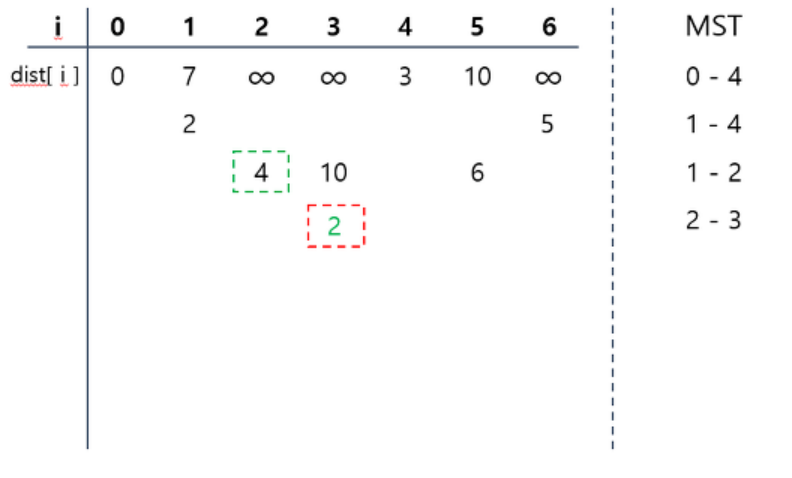 i 0 1 2 3 4 5 6 MST
dist[ i ] 0 7 ∞ ∞ 3 10 ∞ 0 - 4
2 5 1 - 4
4 10 6 1 - 2
2 2 - 3